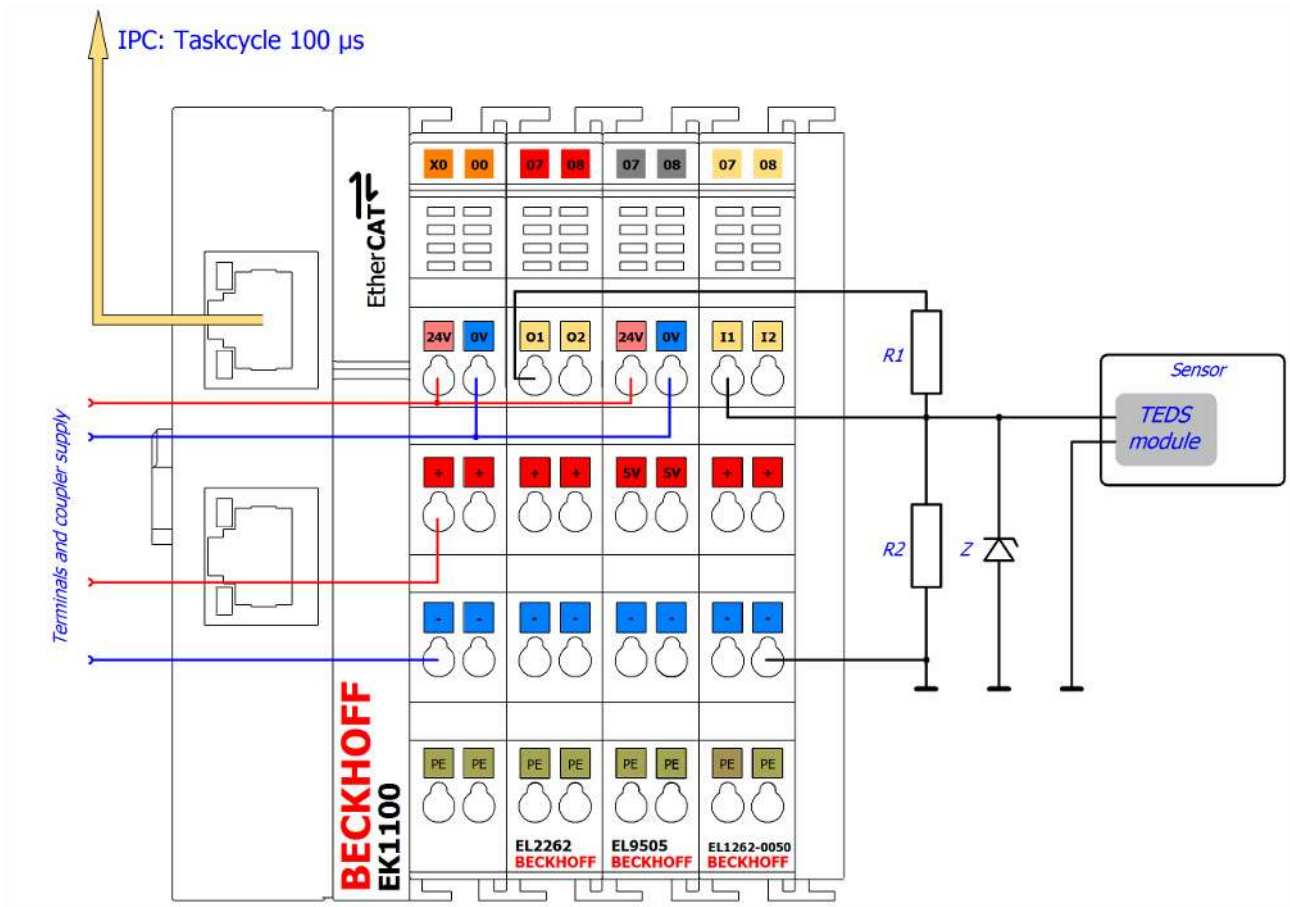 IPC: Taskcycle 100 µs
X0 00 07 08 07 08 07 08
EtherCAT
24V 0V O1 O2 24V 0V I1 I2
R1
Sensor
TEDS
module
Terminals and coupler supply
+ + + + 5V 5V + +
R2
Z
- - - - - - - -
PE PE PE PE PE PE PE PE
BECKHOFF
EK1100
EL2262
BECKHOFF
EL9505
BECKHOFF
EL1262-0050
BECKHOFF